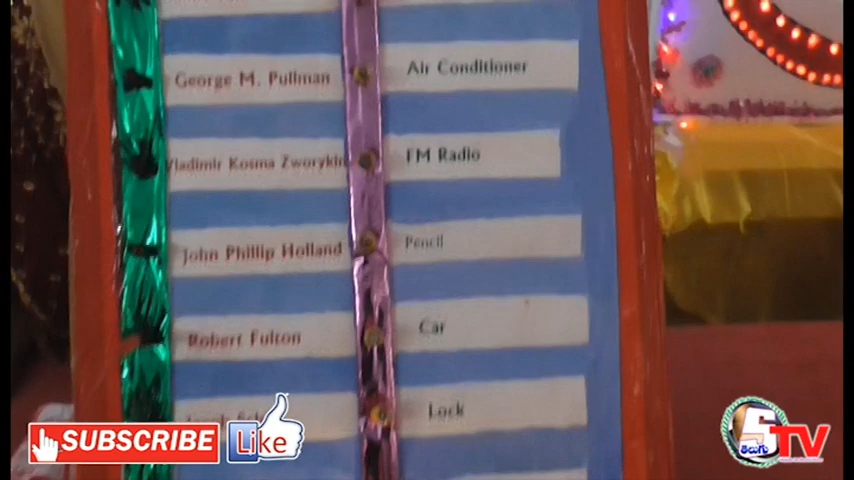 George M. Pullman Air Conditioner
Vladimir Kosma Zworykin FM Radio
John Phillip Holland Pencil
Robert Fulton Car
Lock
SUBSCRIBE Like
S TV
తెలుగు